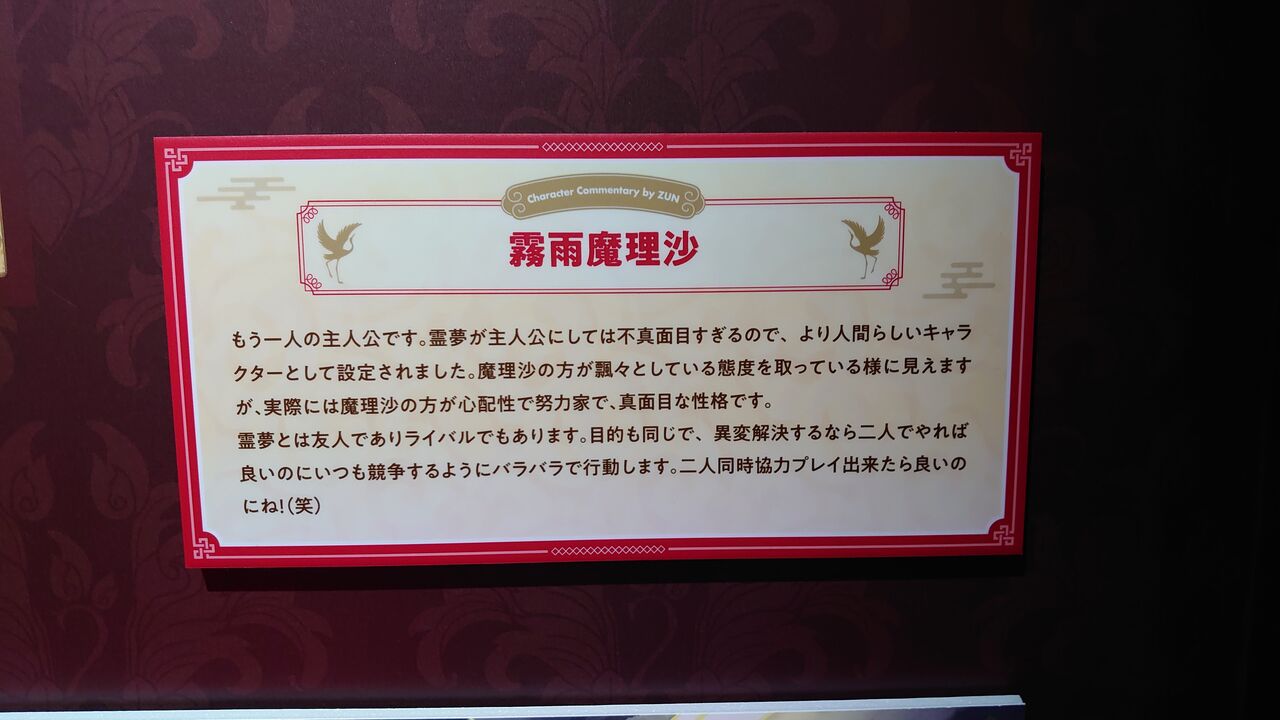 Character Commentary by ZUN
霧雨魔理沙
もう一人の主人公です。霊夢が主人公にしては不真面目すぎるので、より人間らしいキャラ
クターとして設定されました。魔理沙の方が飄々としている態度を取っている様に見えます
が、実際には魔理沙の方が心配性で努力家で、真面目な性格です。
霊夢とは友人でありライバルでもあります。目的も同じで、異変解決するなら二人でやれば
良いのにいつも競争するようにバラバラで行動します。二人同時協力プレイ出来たら良いの
にね!(笑)